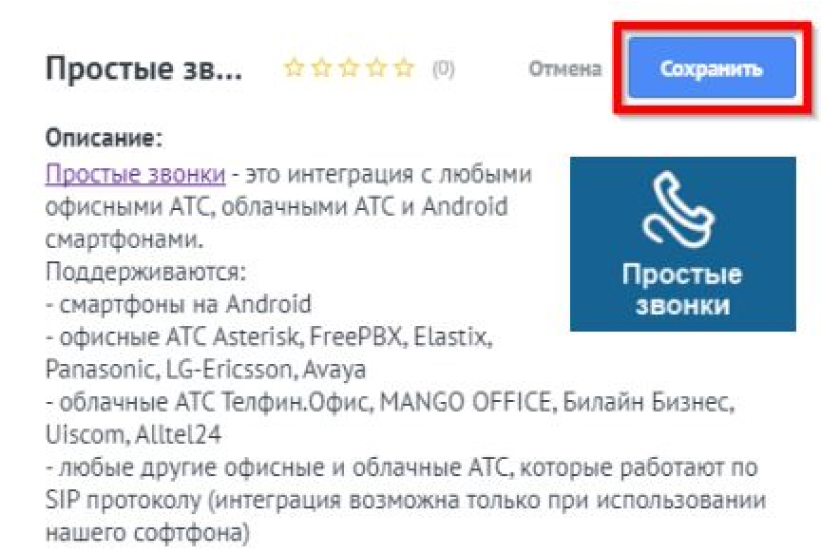 Простые зв...
(0)
Отмена
Сохранить
Описание:
Простые звонки - это интеграция с любыми
офисными АТС, облачными АТС и Android
смартфонами.
Поддерживаются:
- смартфоны на Android
- офисные АТС Asterisk, FreePBX, Elastix,
Panasonic, LG-Ericsson, Avaya
- облачные АТС Телфин.Офис, MANGO OFFICE, Билайн Бизнес,
Uiscom, Alltel24
- любые другие офисные и облачные АТС, которые работают по
SIP протоколу (интеграция возможна только при использовании
нашего софтфона)
Простые
звонки